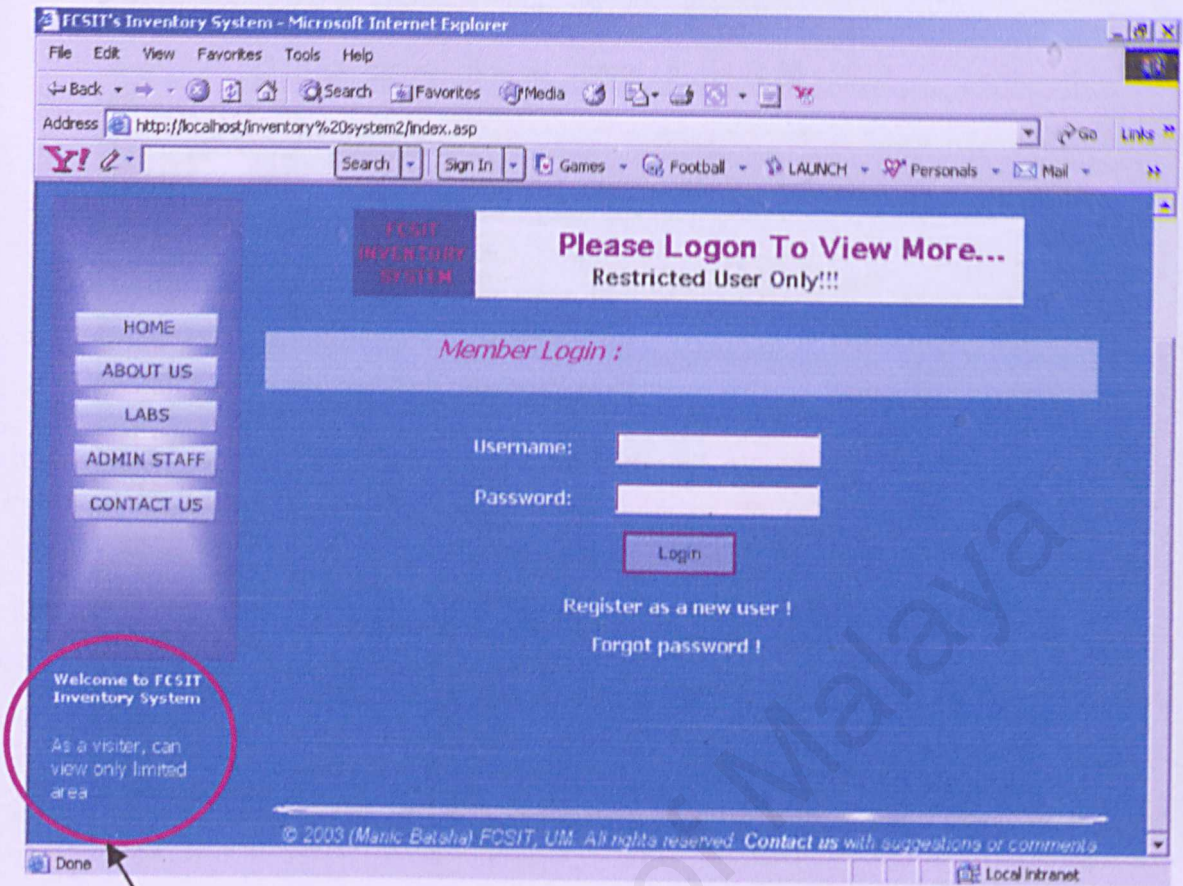 FCSIT's Inventory System - Microsoft Internet Explorer
File Edit View Favorites Tools Help
Back Search Favorites Media
Address http://localhost/inventory%20system2/index.asp Go Links »
Y! Search Sign In Games Football LAUNCH Personals Mail »
FCSIT
INVENTORY
SYSTEM
Please Logon To View More...
Restricted User Only!!!
HOME
ABOUT US
LABS
ADMIN STAFF
CONTACT US
Member Login :
Username:
Password:
Login
Register as a new user !
Forgot password !
Welcome to FCSIT
Inventory System
As a visiter, can
view only limited
area
© 2003 (Manic Batsha) FCSIT, UM. All rights reserved. Contact us with suggestions or comments
Done Local intranet
of Malaya